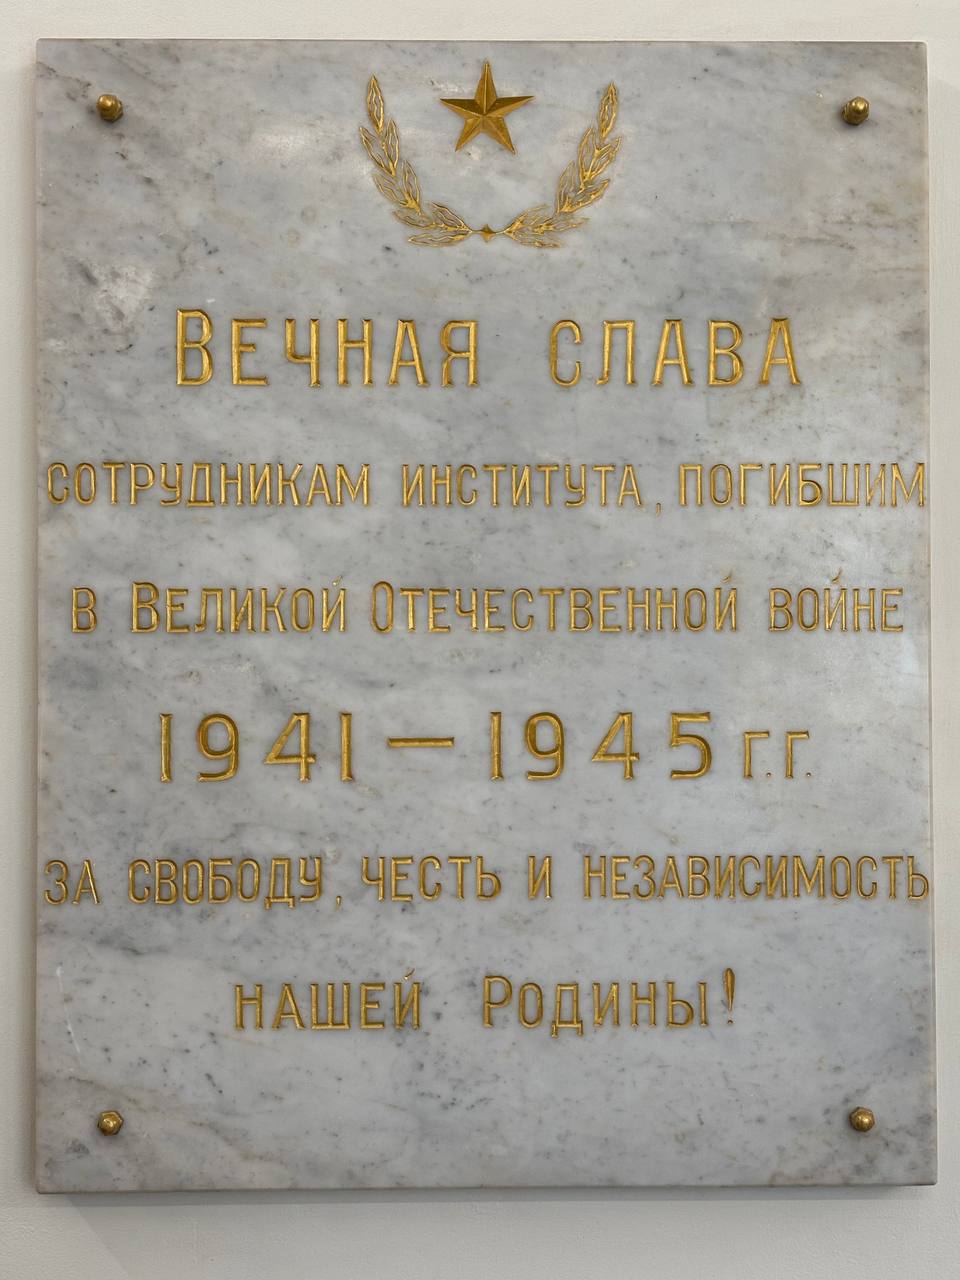 Вечная слава
сотрудникам института, погибшим
в Великой Отечественной войне
1941 — 1945 г.г.
за свободу, честь и независимость
нашей Родины!